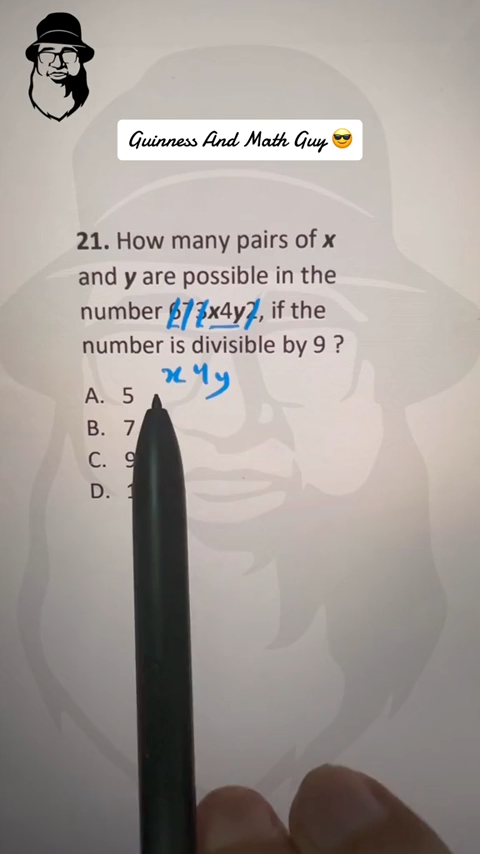 Guinness And Math Guy 😎
21. How many pairs of x
and y are possible in the
number 673x4y2, if the
number is divisible by 9 ?
x4y
A. 5
B. 7
C. 9
D.